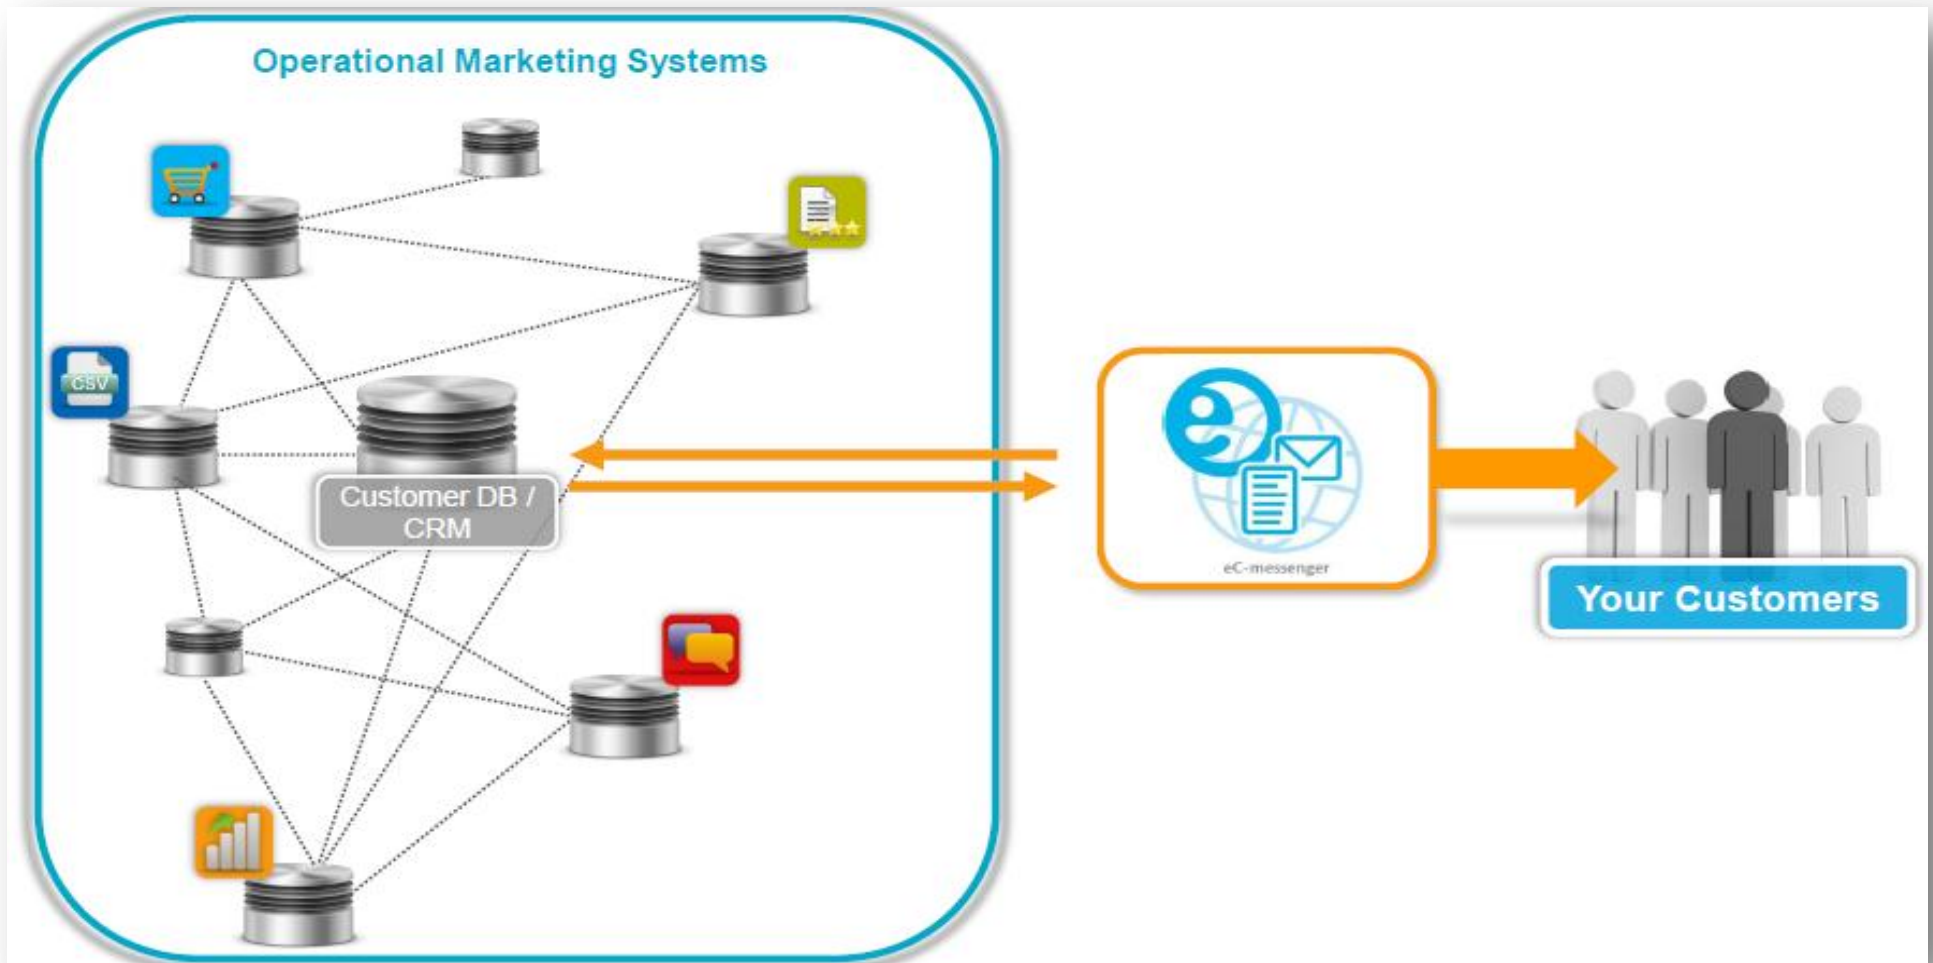 Operational Marketing Systems
CSV
Customer DB /
CRM
eC-messenger
Your Customers